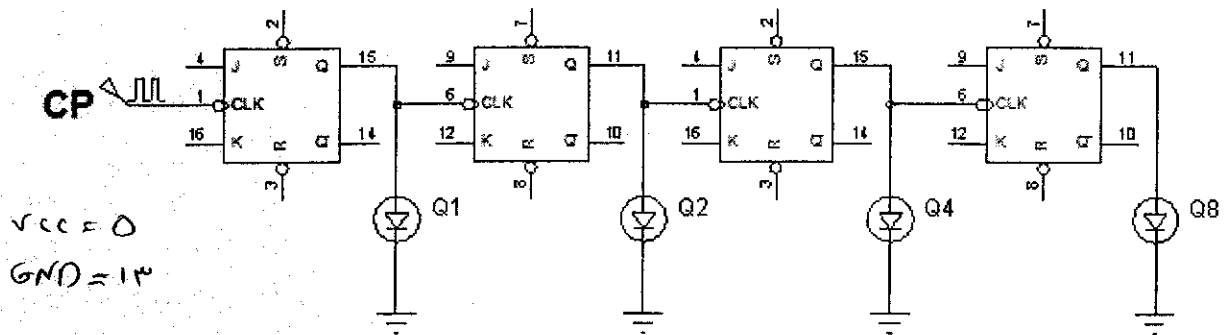 2 7 2 7
4 J S Q 15 9 J S Q 11 4 J S Q 15 9 J S Q 11
CP 1 CLK 6 CLK 1 CLK 6 CLK
16 K R Q̅ 14 12 K R Q̅ 10 16 K R Q̅ 14 12 K R Q̅ 10
3 8 3 8
Q1 Q2 Q4 Q8
VCC = ۵
GND = ۱۳